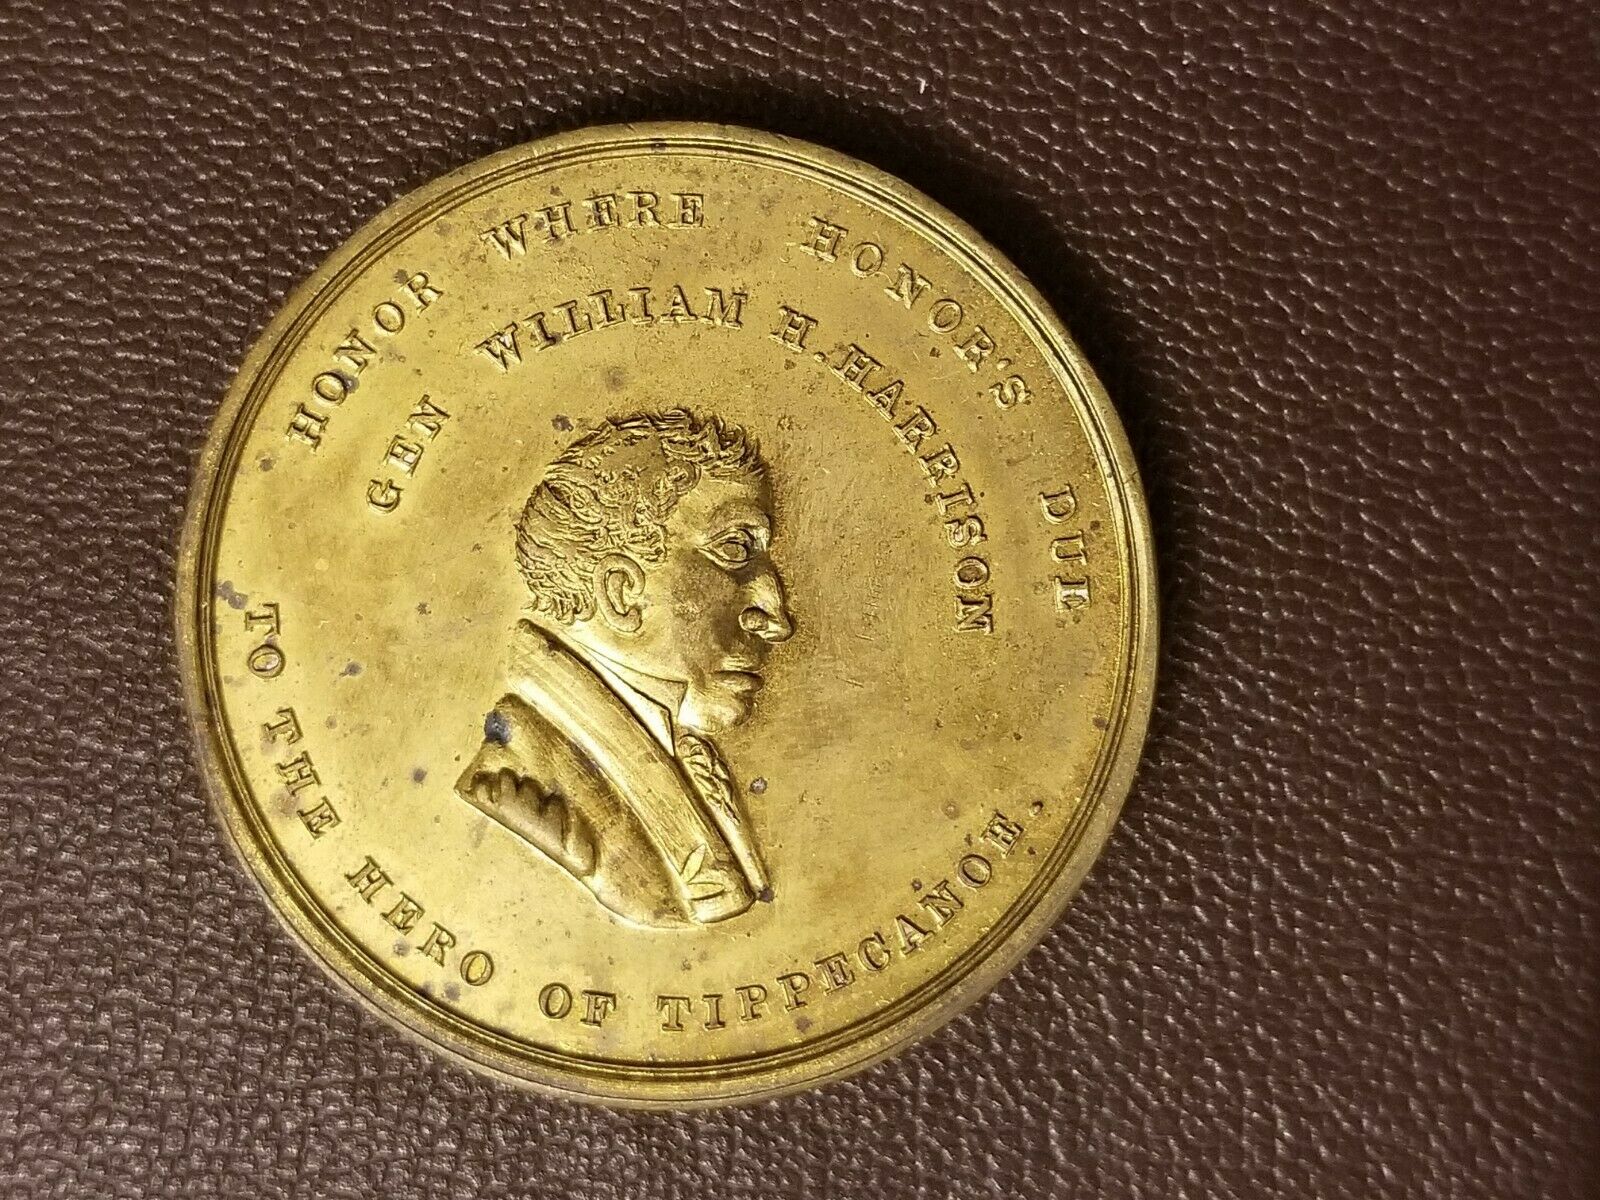 HONOR WHERE HONOR'S DUE
GEN WILLIAM H. HARRISON
TO THE HERO OF TIPPECANOE.